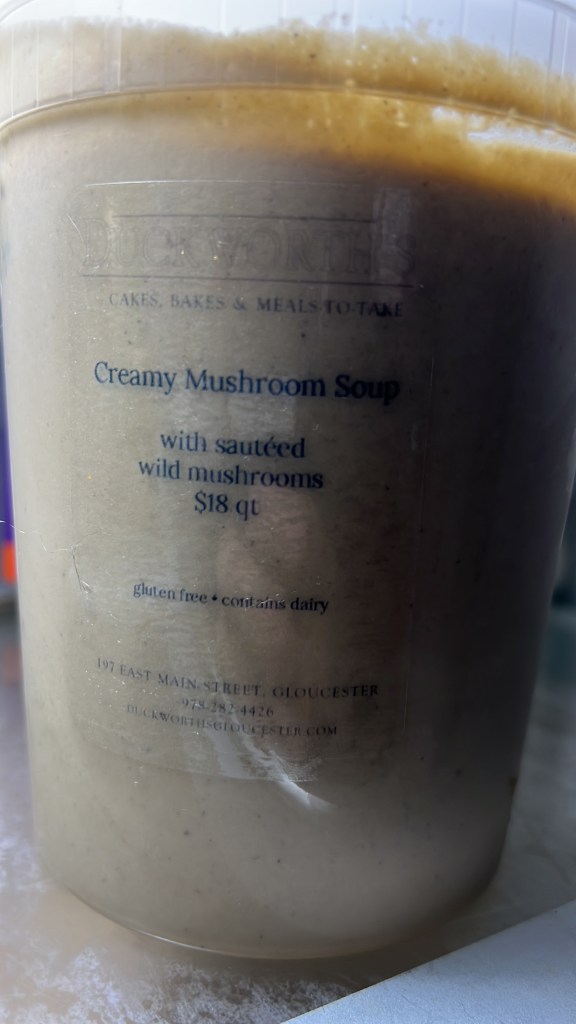 DUCKWORTH'S
CAKES, BAKES & MEALS TO TAKE
Creamy Mushroom Soup
with sautéed
wild mushrooms
$18 qt
gluten free • contains dairy
197 EAST MAIN STREET, GLOUCESTER
978-282-4426
DUCKWORTHSGLOUCESTER.COM